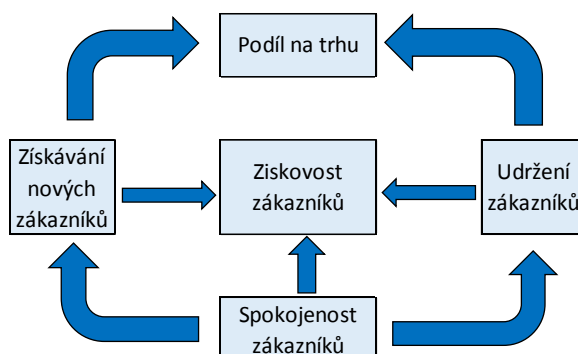 Podíl na trhu
Získávání
nových
zákazníků
Ziskovost
zákazníků
Udržení
zákazníků
Spokojenost
zákazníků